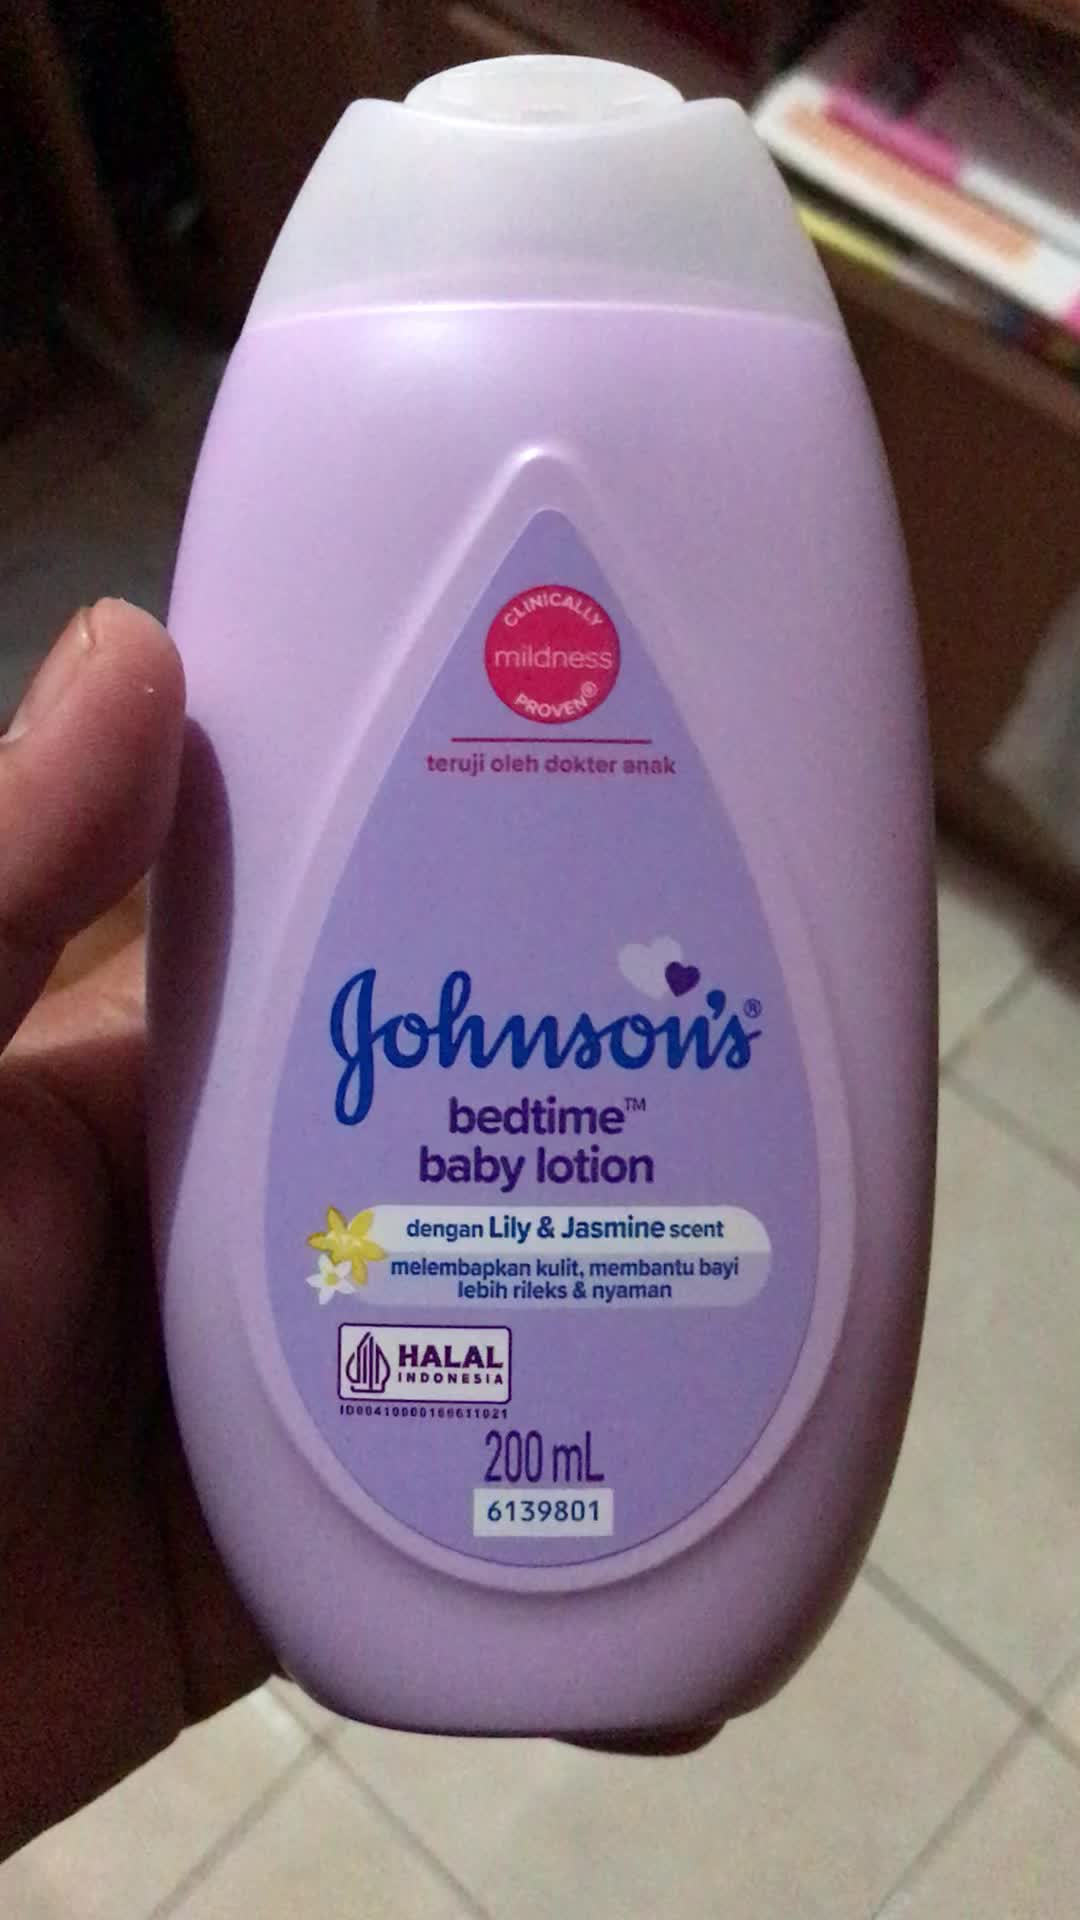 CLINICALLY
mildness
PROVEN®
teruji oleh dokter anak
Johnson's®
bedtime™
baby lotion
dengan Lily & Jasmine scent
melembapkan kulit, membantu bayi
lebih rileks & nyaman
HALAL
INDONESIA
ID00410000166611021
200 mL
6139801